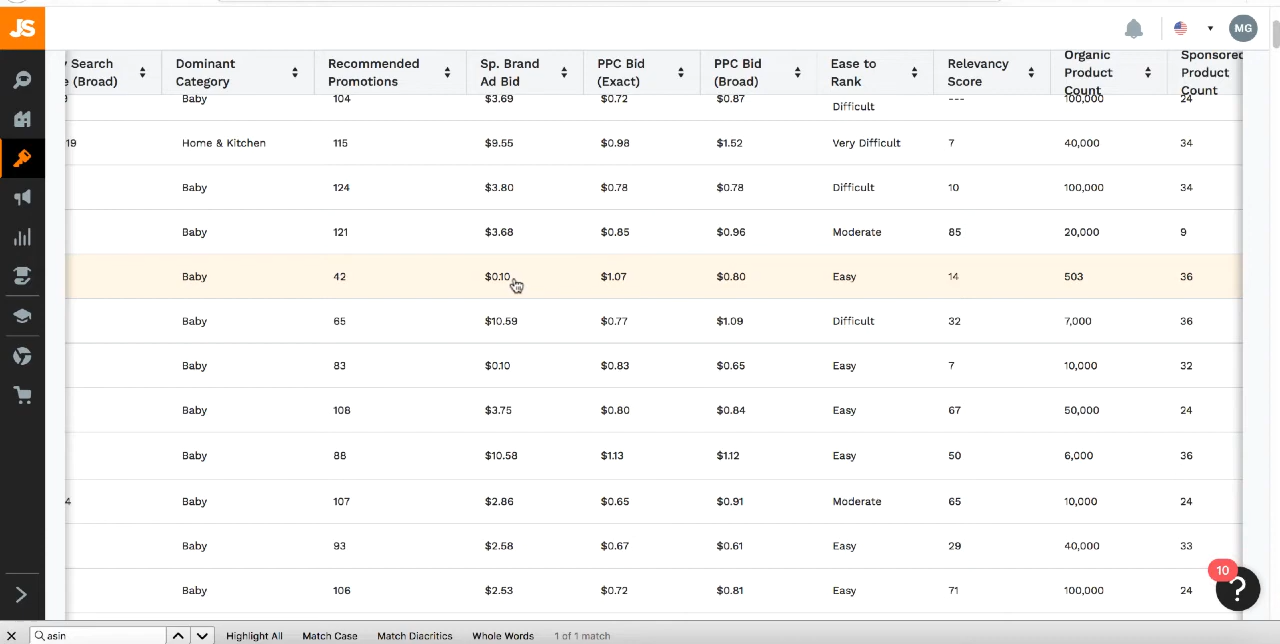 JS
MG
Search
e (Broad)
Dominant
Category
Recommended
Promotions
Sp. Brand
Ad Bid
PPC Bid
(Exact)
PPC Bid
(Broad)
Ease to
Rank
Relevancy
Score
Organic
Product
Count
Sponsored
Product
Count
Baby 104 $3.69 $0.72 $0.87 Difficult --- 100,000 24
19 Home & Kitchen 115 $9.55 $0.98 $1.52 Very Difficult 7 40,000 34
Baby 124 $3.80 $0.78 $0.78 Difficult 10 100,000 34
Baby 121 $3.68 $0.85 $0.96 Moderate 85 20,000 9
Baby 42 $0.10 $1.07 $0.80 Easy 14 503 36
Baby 65 $10.59 $0.77 $1.09 Difficult 32 7,000 36
Baby 83 $0.10 $0.83 $0.65 Easy 7 10,000 32
Baby 108 $3.75 $0.80 $0.84 Easy 67 50,000 24
Baby 88 $10.58 $1.13 $1.12 Easy 50 6,000 36
4 Baby 107 $2.86 $0.65 $0.91 Moderate 65 10,000 24
Baby 93 $2.58 $0.67 $0.61 Easy 29 40,000 33
Baby 106 $2.53 $0.72 $0.81 Easy 71 100,000 24
10
?
asin Highlight All Match Case Match Diacritics Whole Words 1 of 1 match